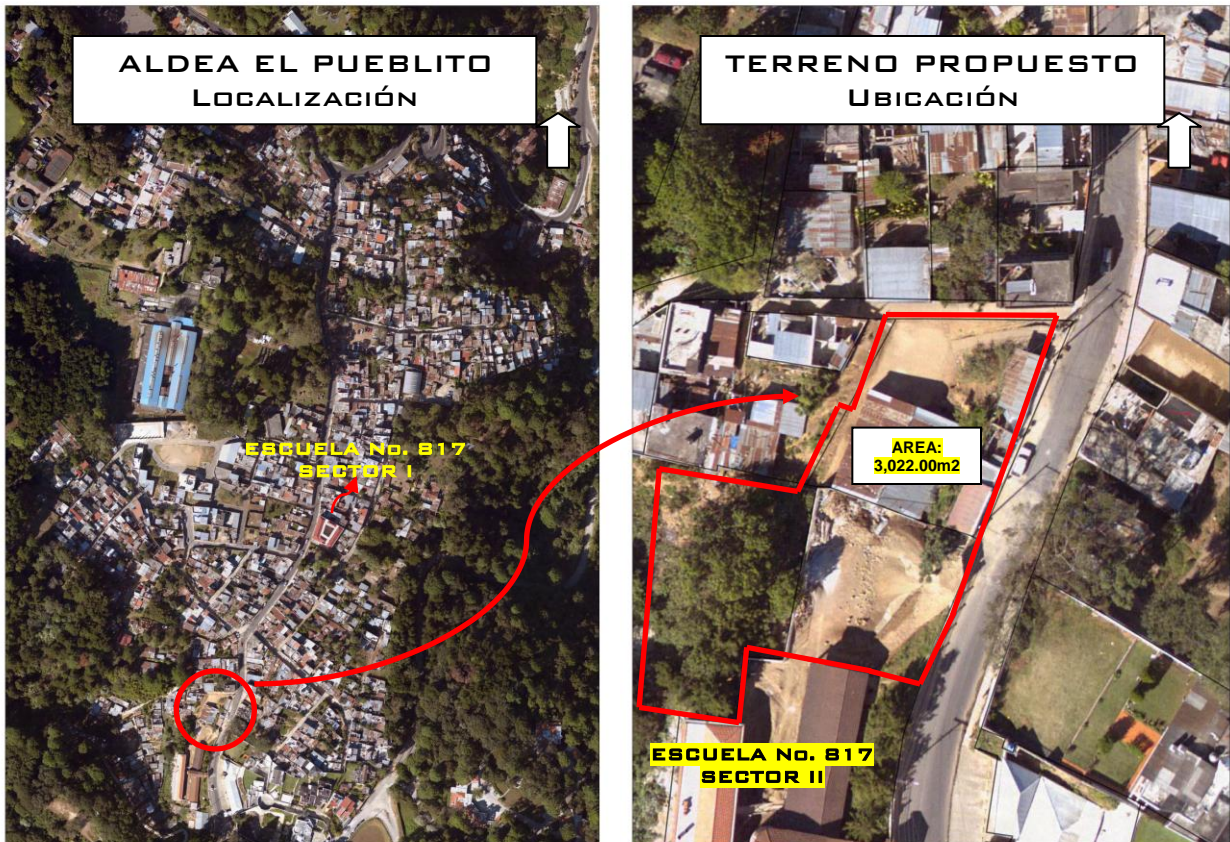 ALDEA EL PUEBLITO
LOCALIZACIÓN
ESCUELA No. 817
SECTOR I
TERRENO PROPUESTO
UBICACIÓN
AREA:
3,022.00m2
ESCUELA No. 817
SECTOR II